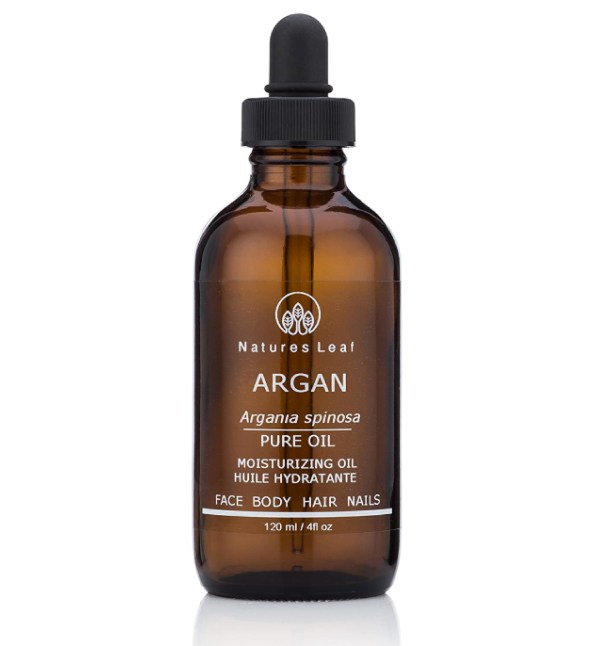 Natures Leaf
ARGAN
Argania spinosa
PURE OIL
MOISTURIZING OIL
HUILE HYDRATANTE
FACE BODY HAIR NAILS
120 ml / 4fl oz